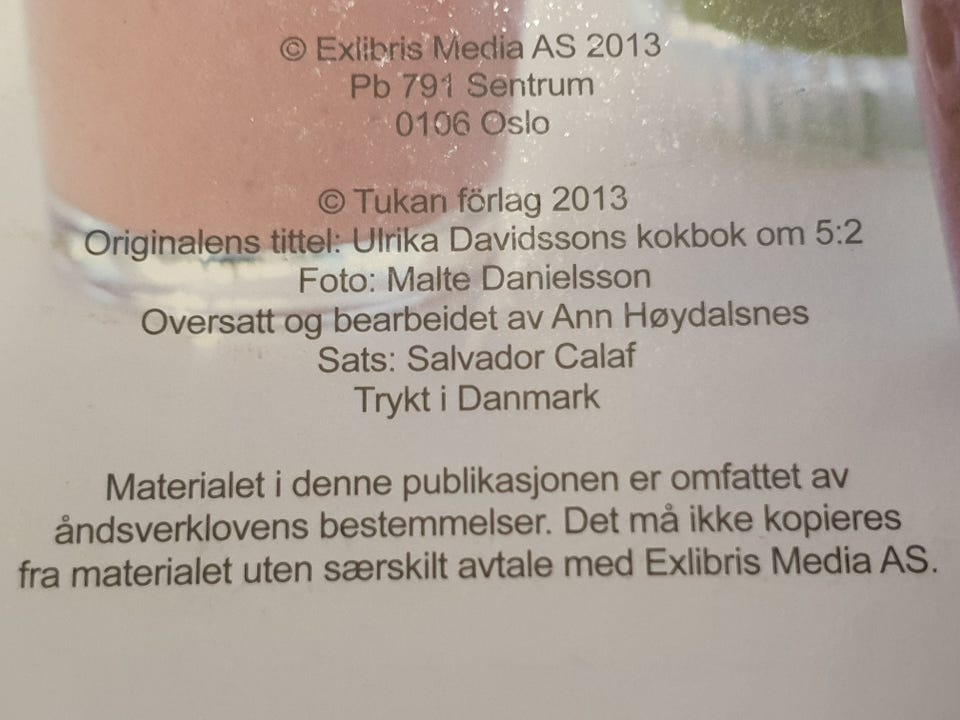 © Exlibris Media AS 2013
Pb 791 Sentrum
0106 Oslo
© Tukan förlag 2013
Originalens tittel: Ulrika Davidssons kokbok om 5:2
Foto: Malte Danielsson
Oversatt og bearbeidet av Ann Høydalsnes
Sats: Salvador Calaf
Trykt i Danmark
Materialet i denne publikasjonen er omfattet av
åndsverklovens bestemmelser. Det må ikke kopieres
fra materialet uten særskilt avtale med Exlibris Media AS.